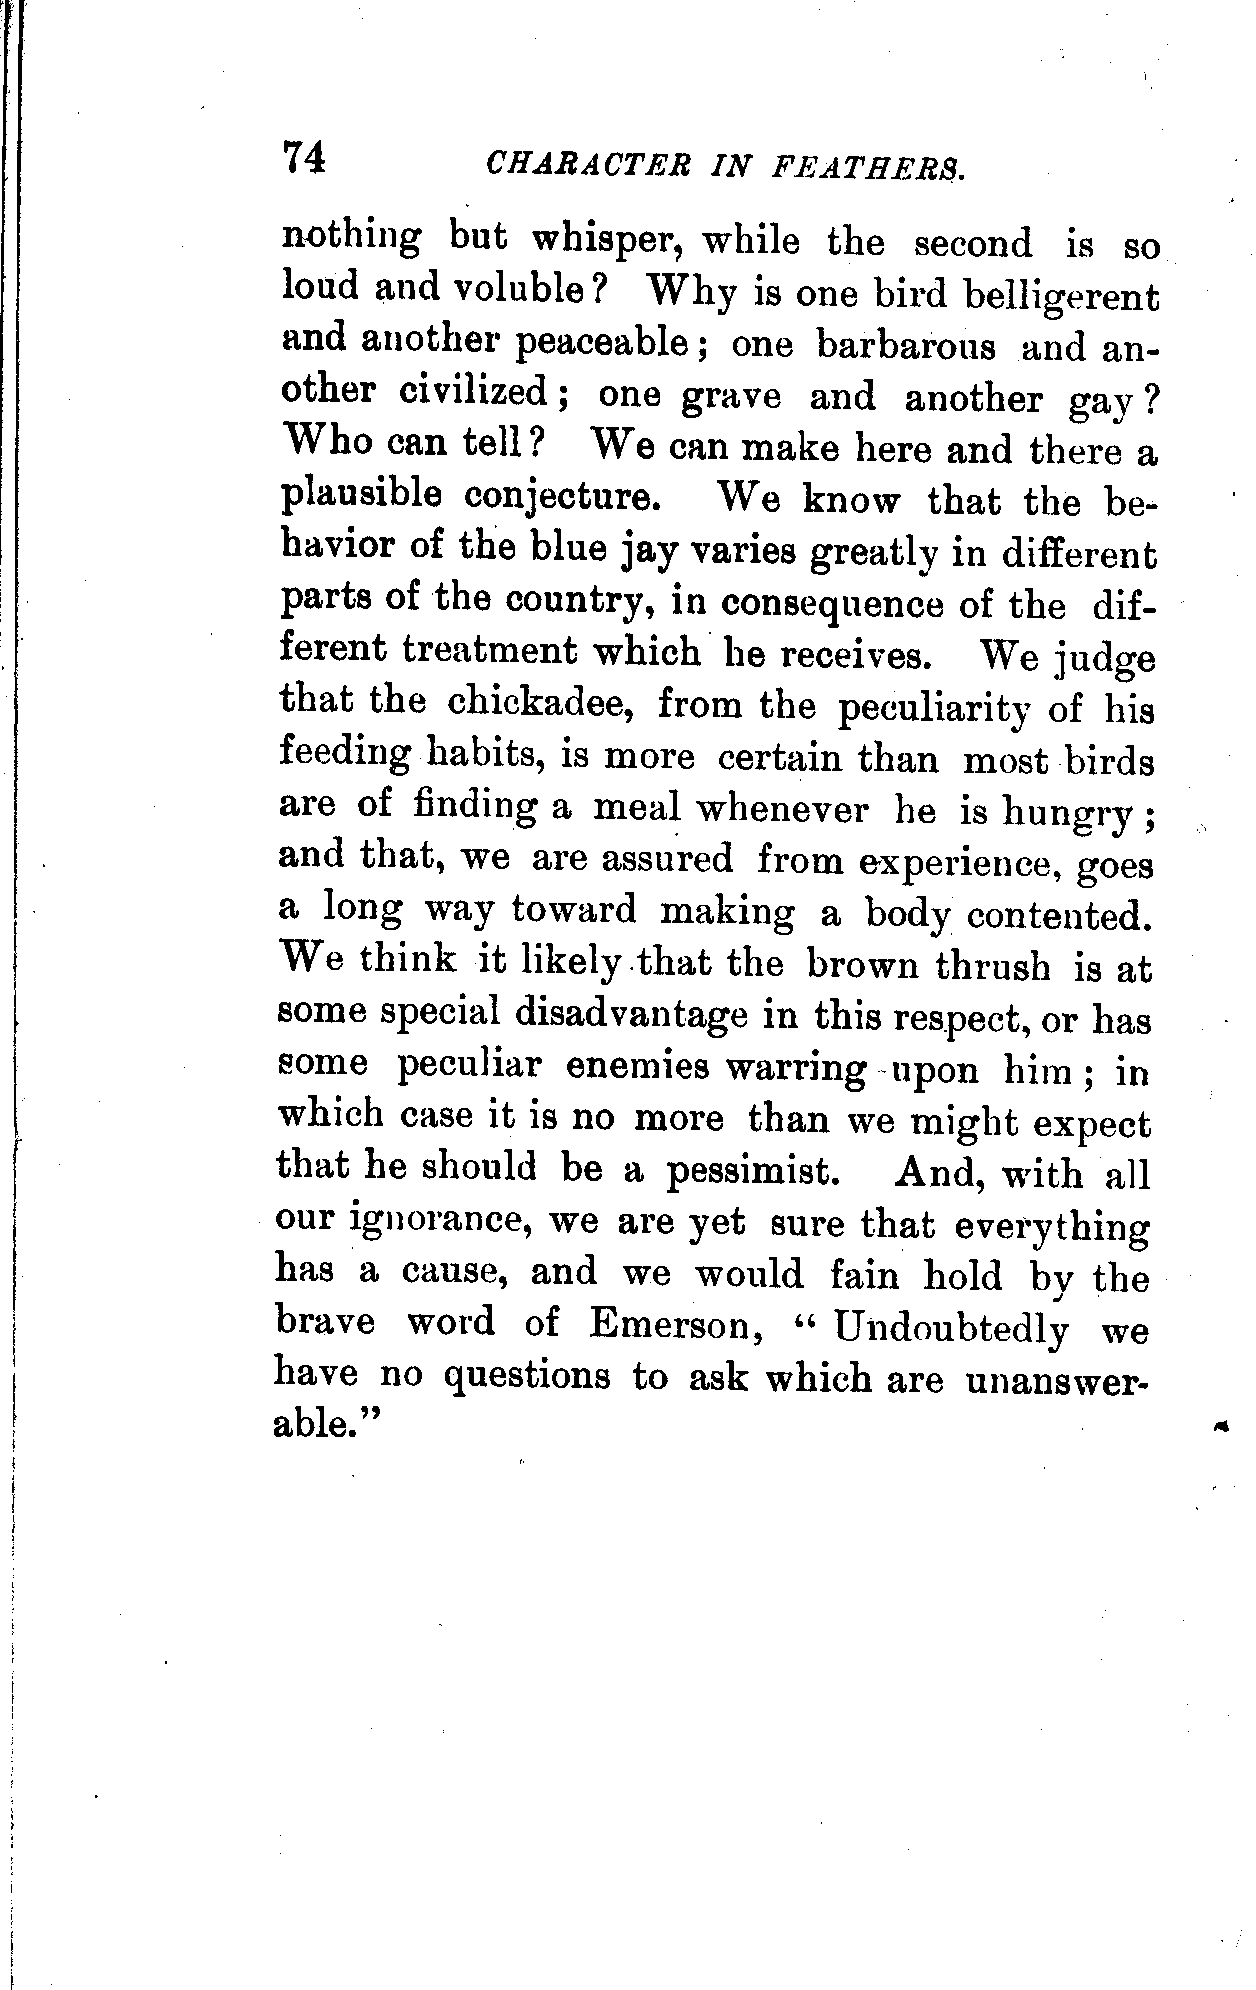 74 CHARACTER IN FEATHERS.
nothing but whisper, while the second is so
loud and voluble? Why is one bird belligerent
and another peaceable; one barbarous and an-
other civilized; one grave and another gay?
Who can tell? We can make here and there a
plausible conjecture. We know that the be-
havior of the blue jay varies greatly in different
parts of the country, in consequence of the dif-
ferent treatment which he receives. We judge
that the chickadee, from the peculiarity of his
feeding habits, is more certain than most birds
are of finding a meal whenever he is hungry;
and that, we are assured from experience, goes
a long way toward making a body contented.
We think it likely that the brown thrush is at
some special disadvantage in this respect, or has
some peculiar enemies warring upon him; in
which case it is no more than we might expect
that he should be a pessimist. And, with all
our ignorance, we are yet sure that everything
has a cause, and we would fain hold by the
brave word of Emerson, “Undoubtedly we
have no questions to ask which are unanswer-
able.”